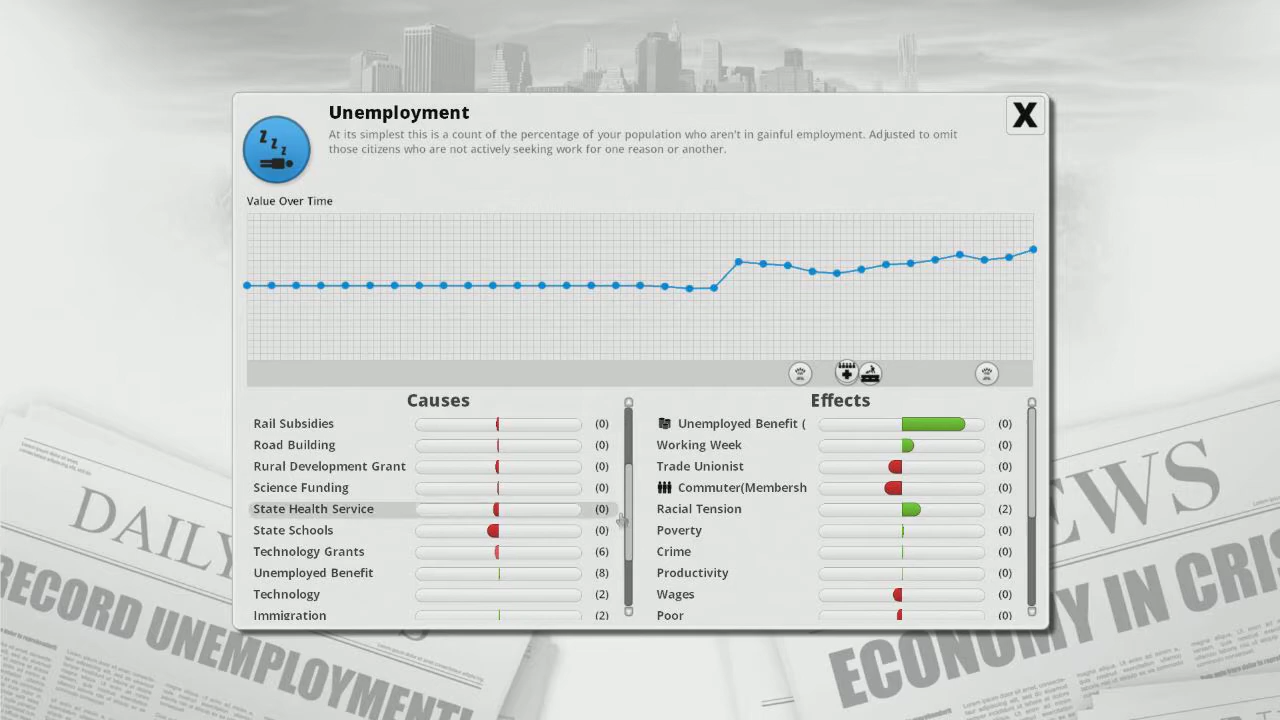 Unemployment
X
At its simplest this is a count of the percentage of your population who aren't in gainful employment. Adjusted to omit
those citizens who are not actively seeking work for one reason or another.
z z z
Value Over Time
Causes
Rail Subsidies (0)
Road Building (0)
Rural Development Grant (0)
Science Funding (0)
State Health Service (0)
State Schools (0)
Technology Grants (6)
Unemployed Benefit (8)
Technology (2)
Immigration (2)
Effects
Unemployed Benefit ( (0)
Working Week (0)
Trade Unionist (0)
Commuter(Membersh (0)
Racial Tension (2)
Poverty (0)
Crime (0)
Productivity (0)
Wages (0)
Poor (0)
DAILY
RECORD UNEMPLOYMENT!
EWS
ECONOMY IN CRIS